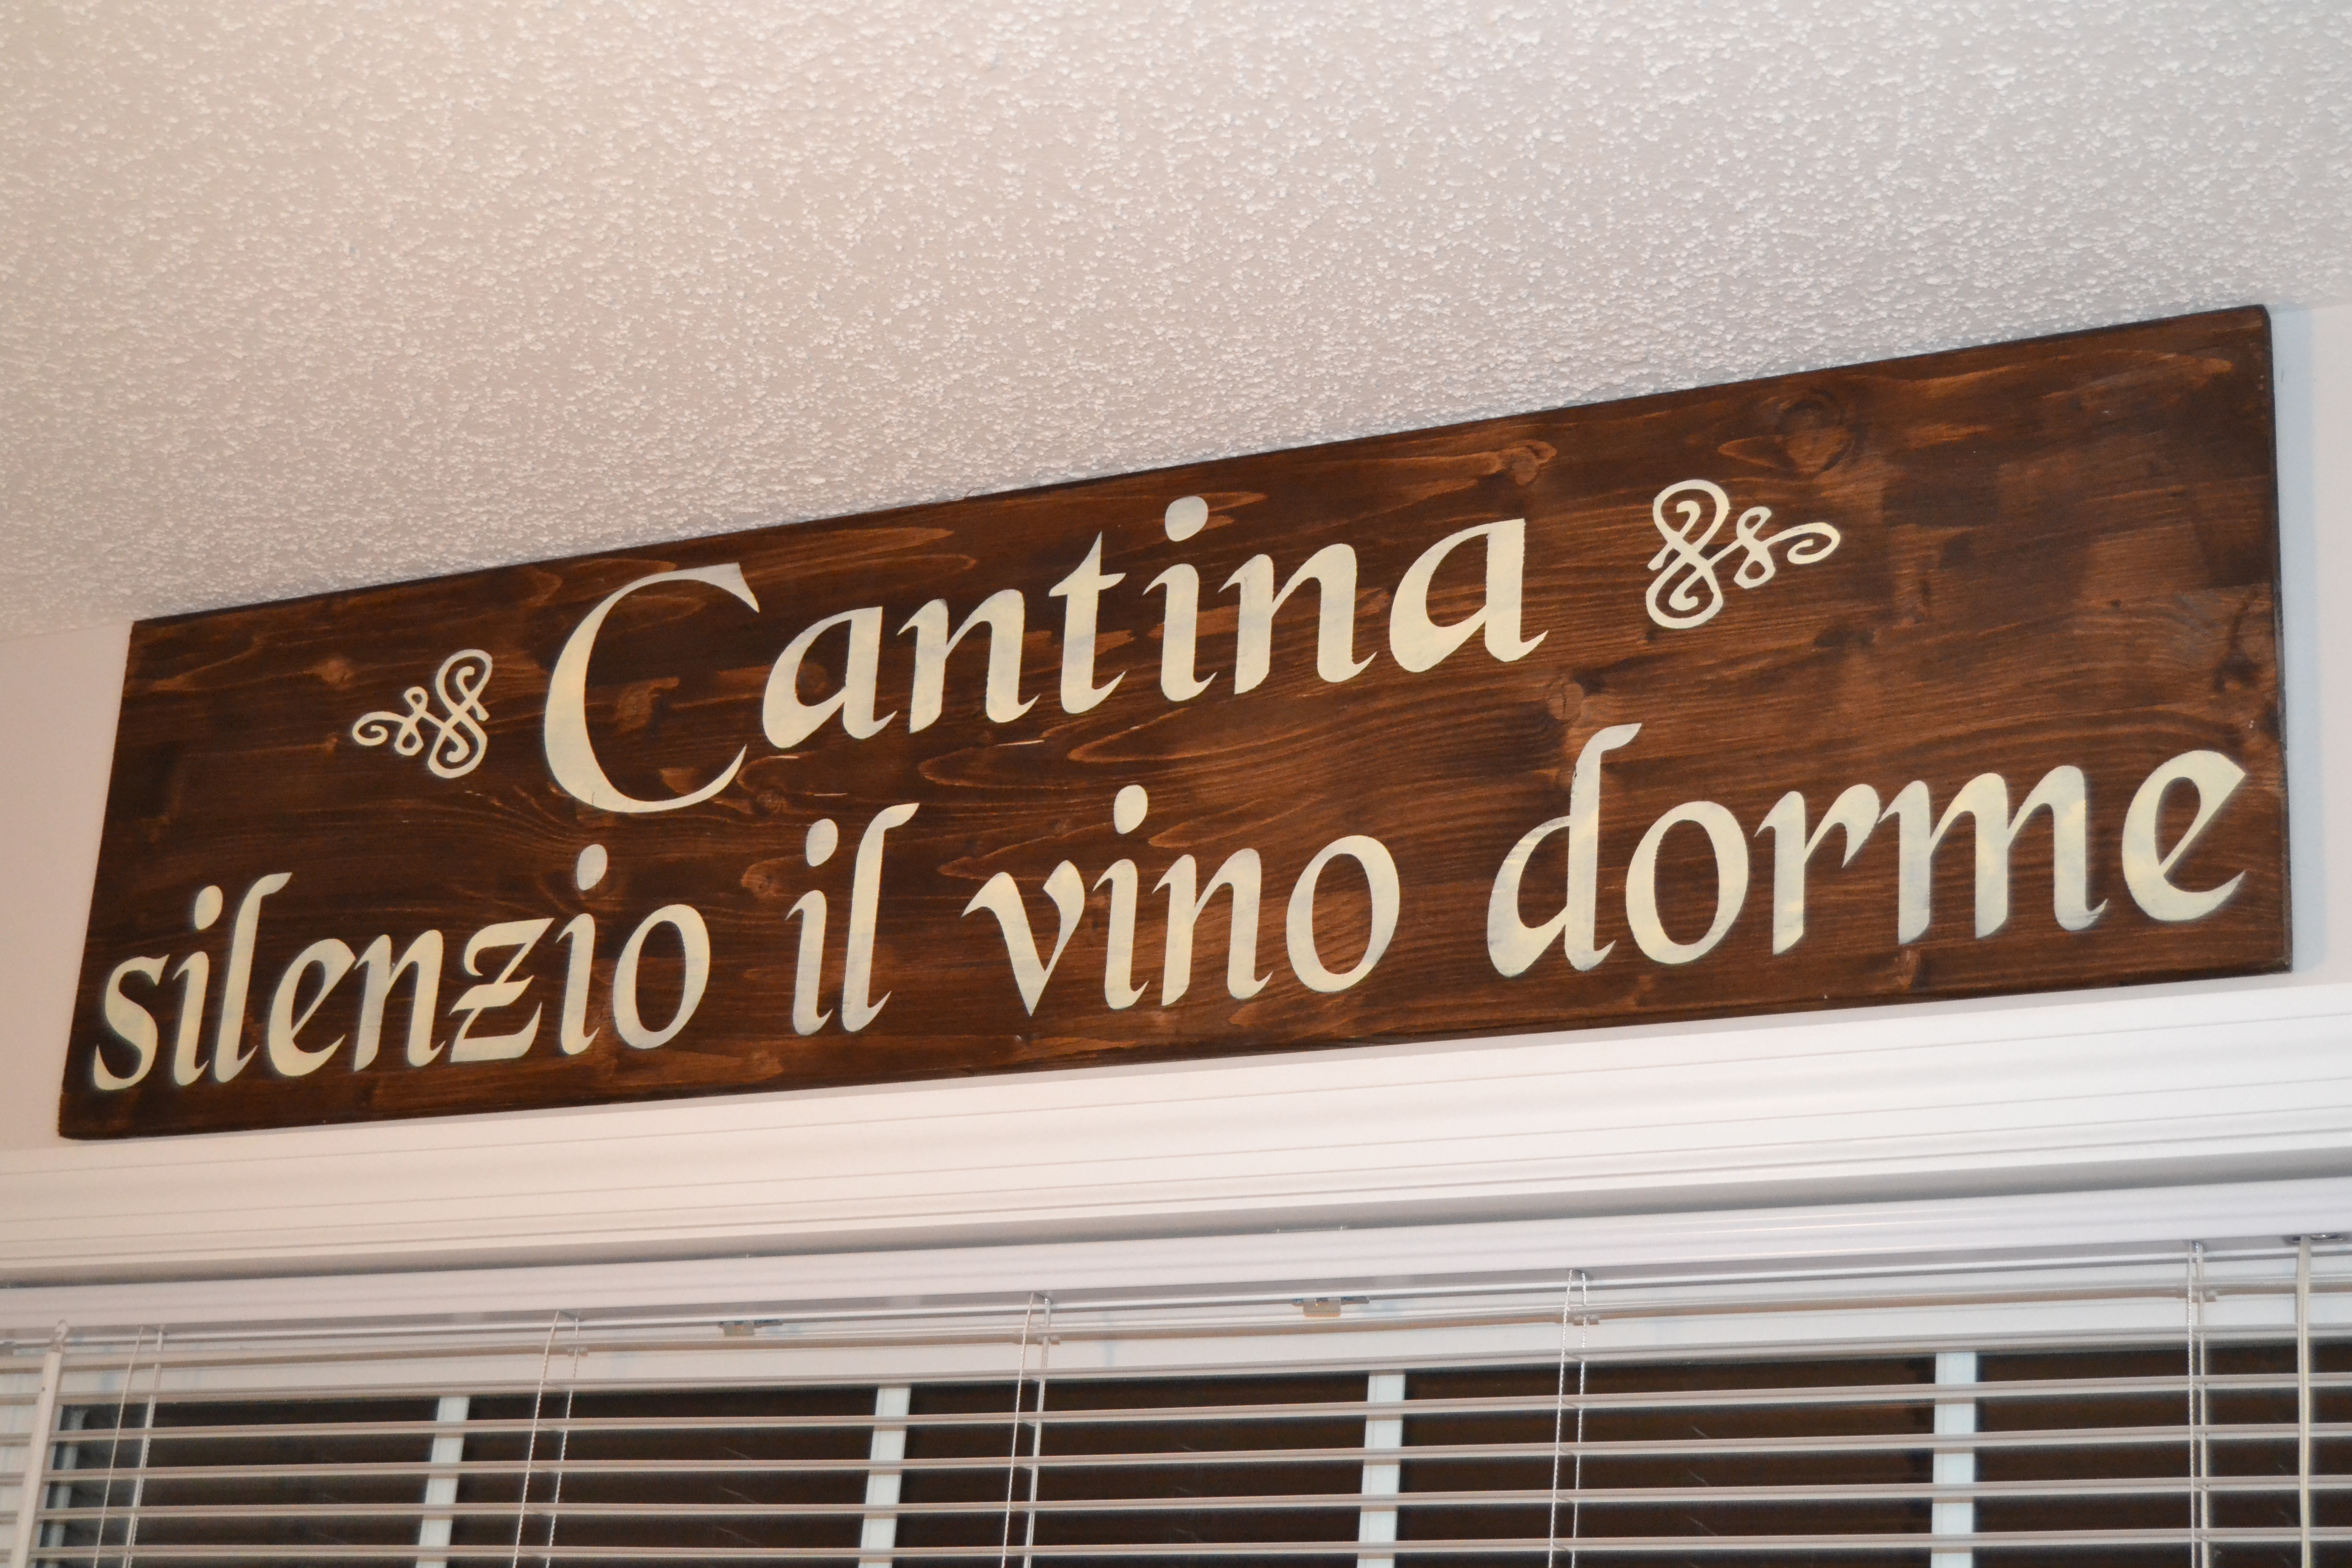 Cantina
silenzio il vino dorme